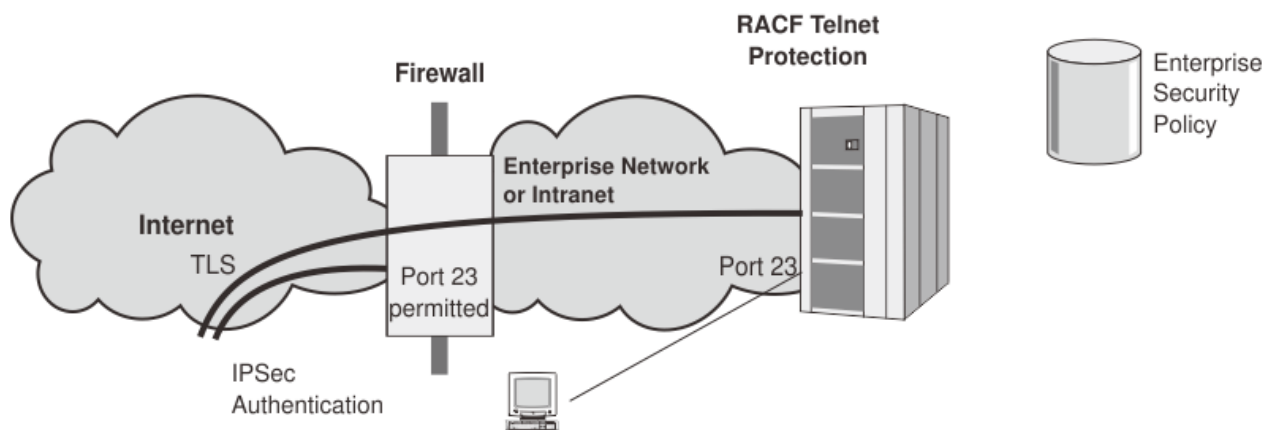 RACF Telnet
Protection
Enterprise
Security
Policy
Firewall
Enterprise Network
or Intranet
Internet
TLS
Port 23
permitted
Port 23
IPSec
Authentication